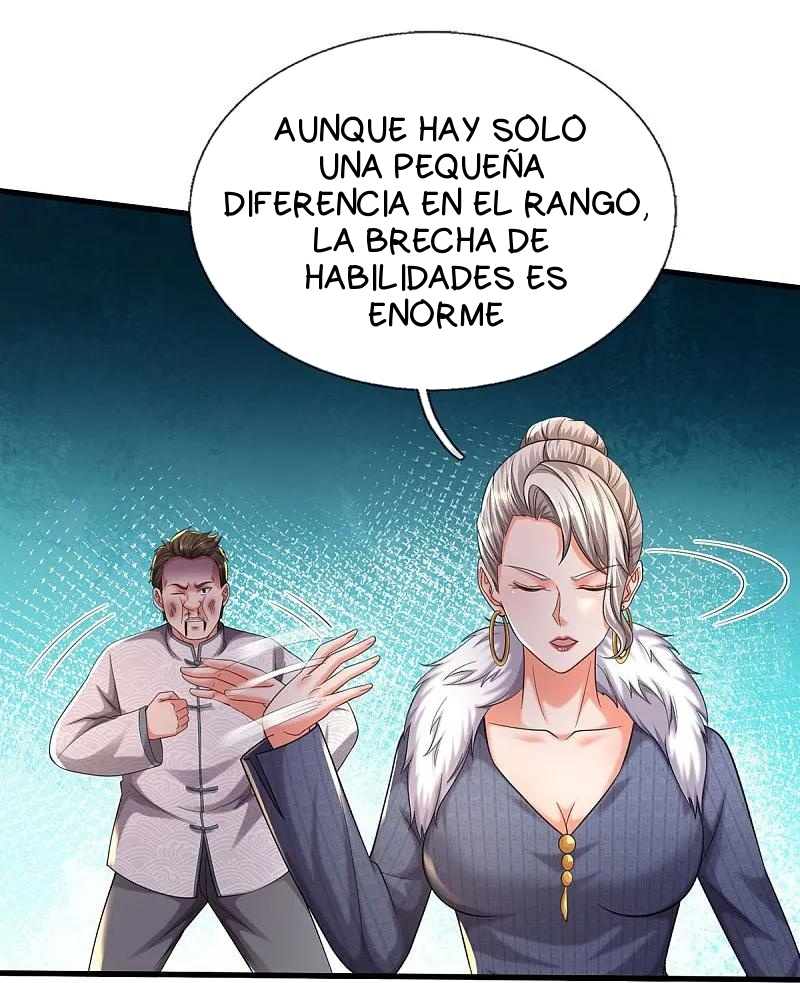 AUNQUE HAY SOLO
UNA PEQUEÑA
DIFERENCIA EN EL RANGO,
LA BRECHA DE
HABILIDADES ES
ENORME